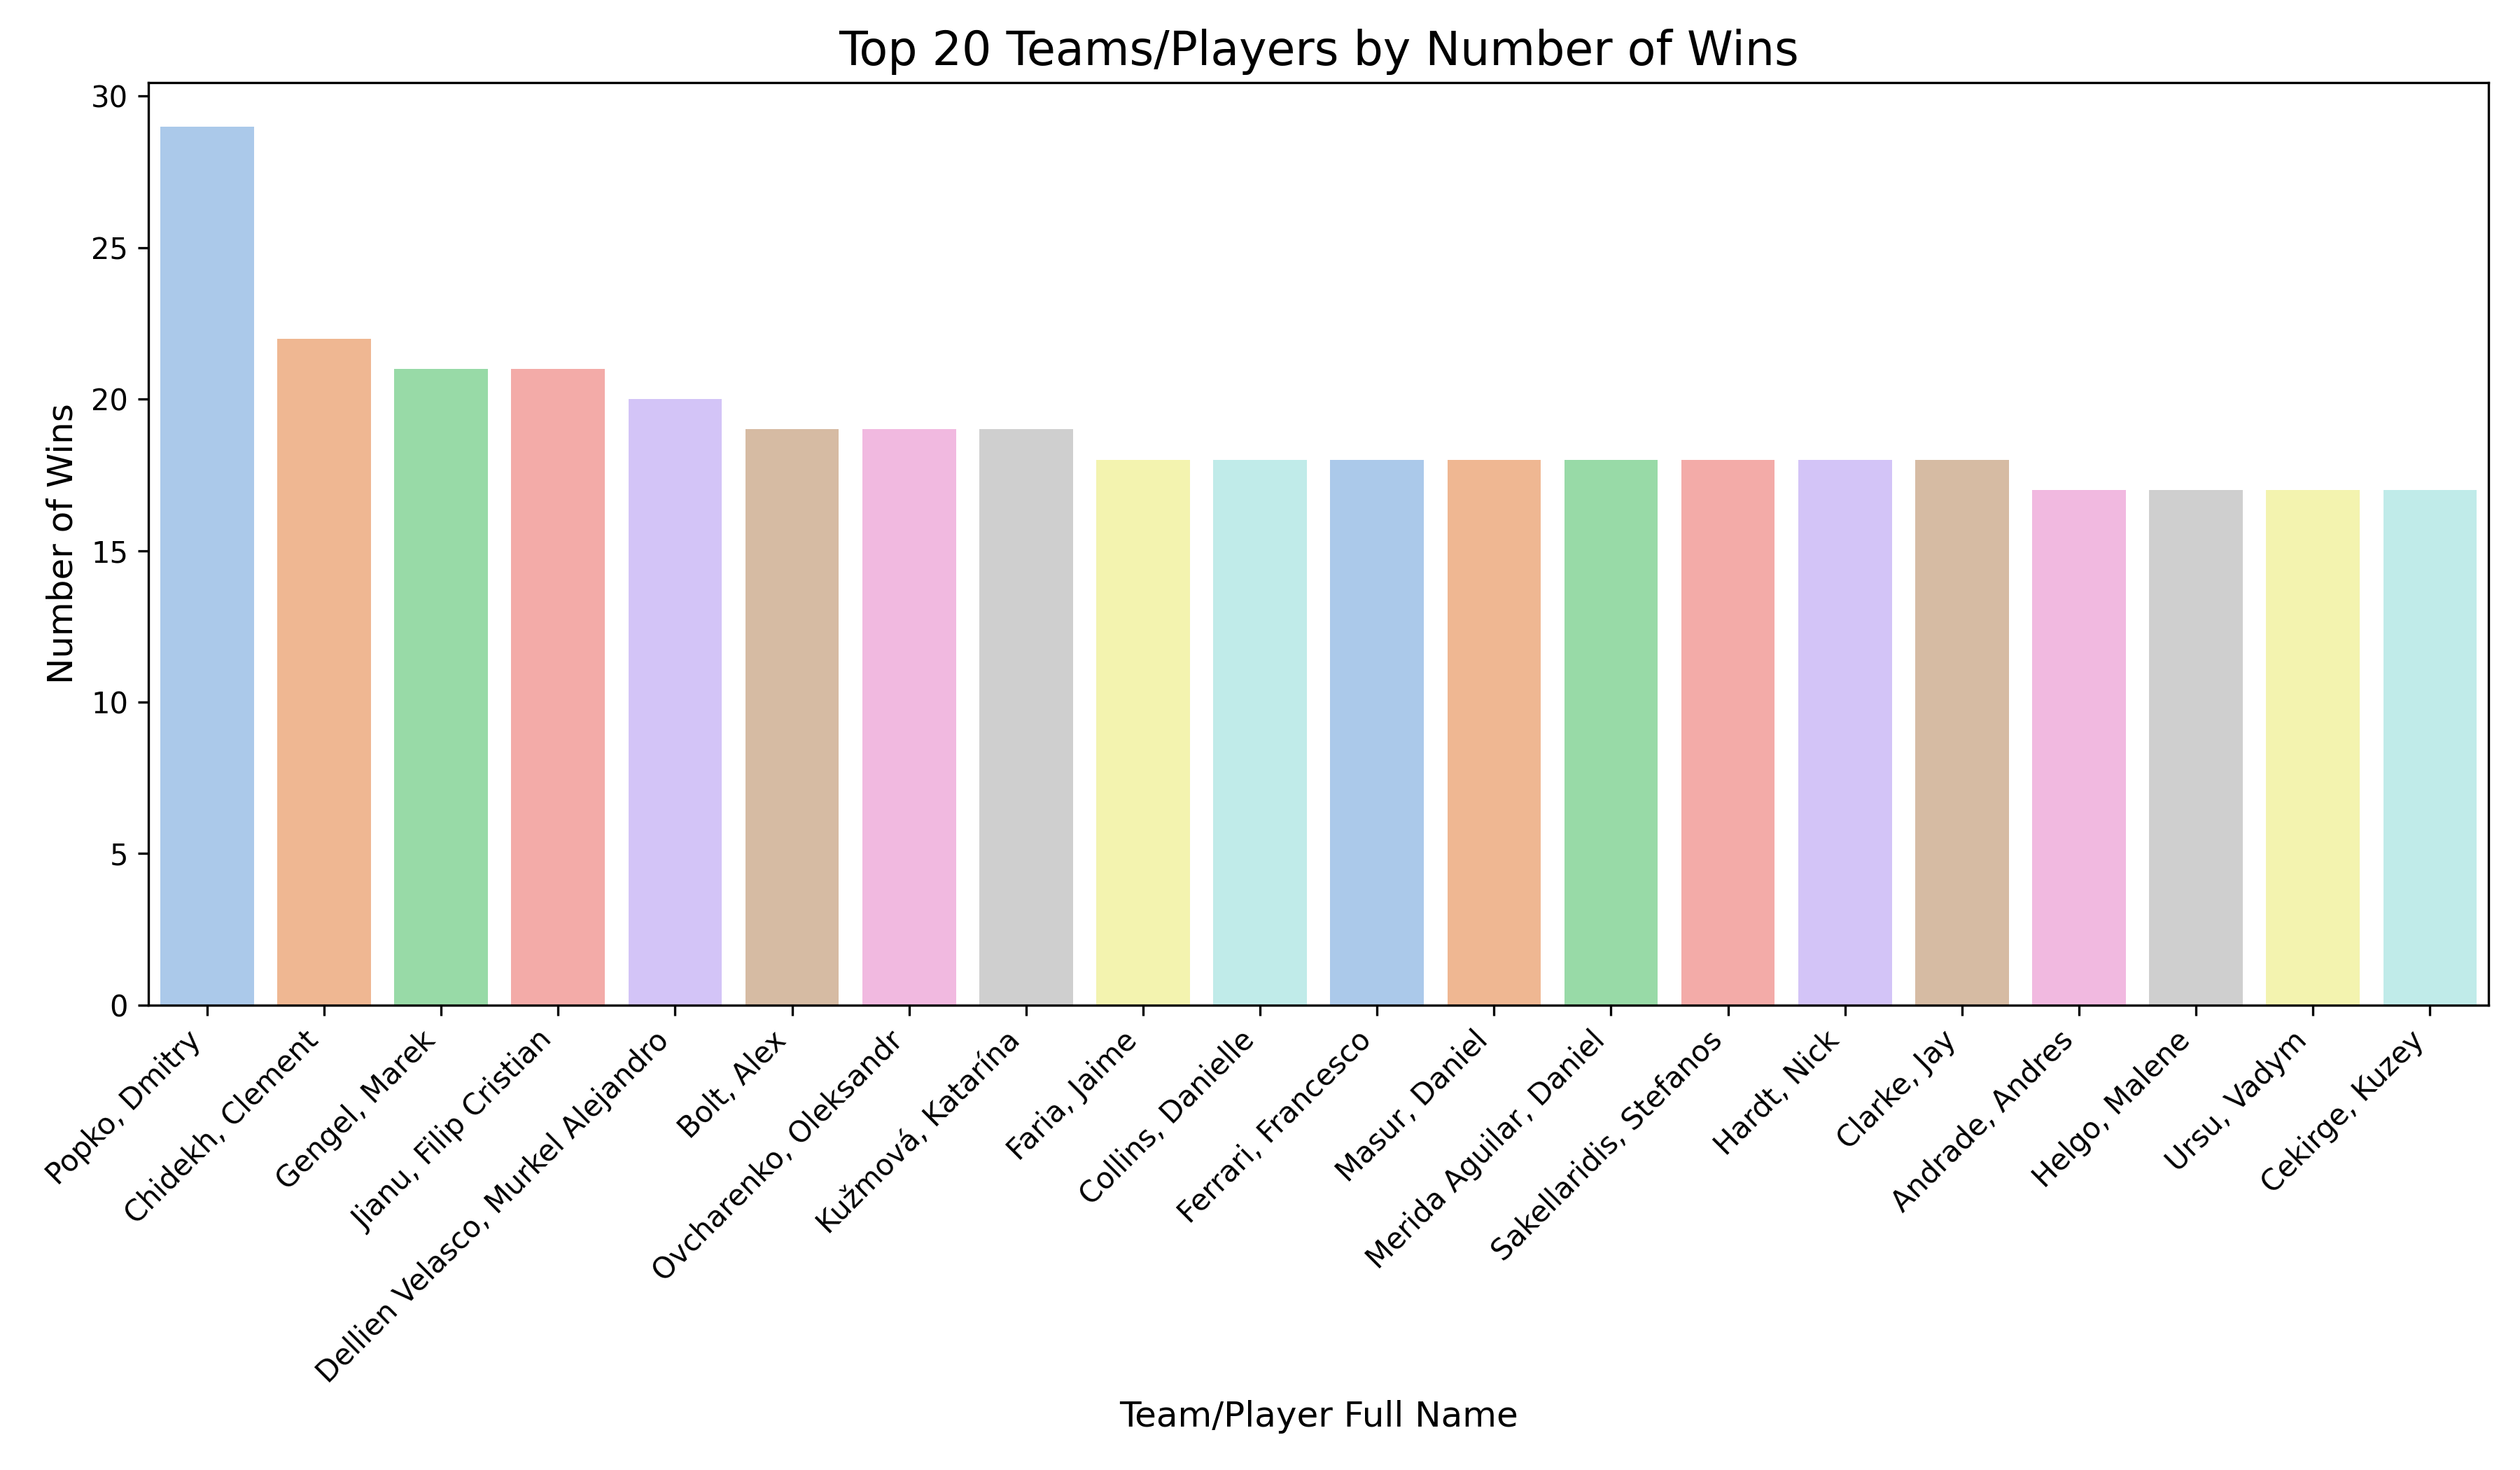 Top 20 Teams/Players by Number of Wins
Number of Wins
30
25
20
15
10
5
0
Popko, Dmitry
Chidekh, Clement
Gengel, Marek
Jianu, Filip Cristian
Dellien Velasco, Murkel Alejandro
Bolt, Alex
Ovcharenko, Oleksandr
Kužmová, Katarína
Faria, Jaime
Collins, Danielle
Ferrari, Francesco
Masur, Daniel
Merida Aguilar, Daniel
Sakellaridis, Stefanos
Hardt, Nick
Clarke, Jay
Andrade, Andres
Helgo, Malene
Ursu, Vadym
Cekirge, Kuzey
Team/Player Full Name